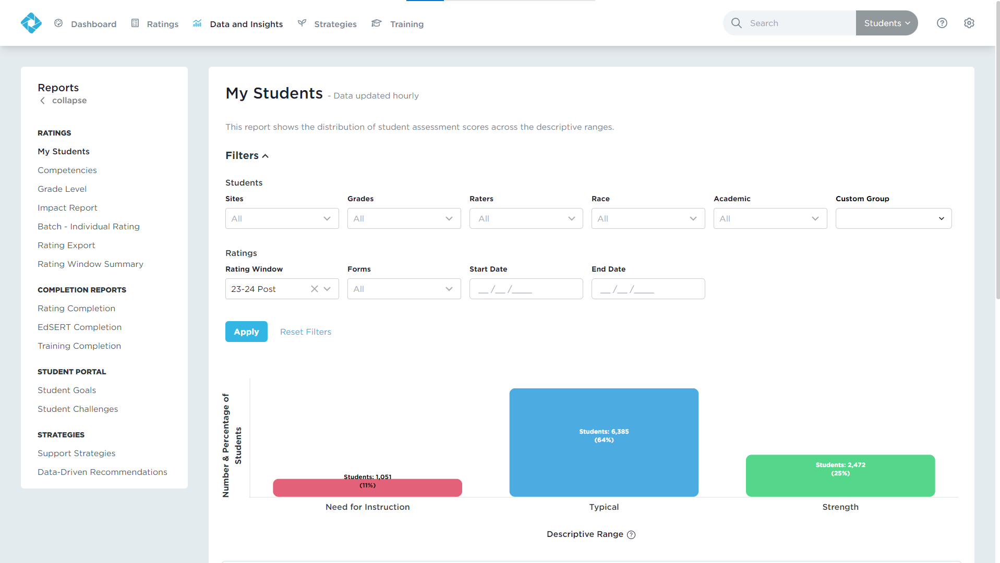 Dashboard
Ratings
Data and Insights
Strategies
Training
Search
Students
Reports
collapse
RATINGS
My Students
Competencies
Grade Level
Impact Report
Batch - Individual Rating
Rating Export
Rating Window Summary
COMPLETION REPORTS
Rating Completion
EdSERT Completion
Training Completion
STUDENT PORTAL
Student Goals
Student Challenges
STRATEGIES
Support Strategies
Data-Driven Recommendations
My Students - Data updated hourly
This report shows the distribution of student assessment scores across the descriptive ranges.
Filters
Students
Sites
Grades
Raters
Race
Academic
Custom Group
All
All
All
All
All
Ratings
Rating Window
Forms
Start Date
End Date
23-24 Post
All
__ /__ /____
__ /__ /____
Apply
Reset Filters
Number & Percentage of
Students
Students: 1,051
(11%)
Students: 6,385
(64%)
Students: 2,472
(25%)
Need for Instruction
Typical
Strength
Descriptive Range ?